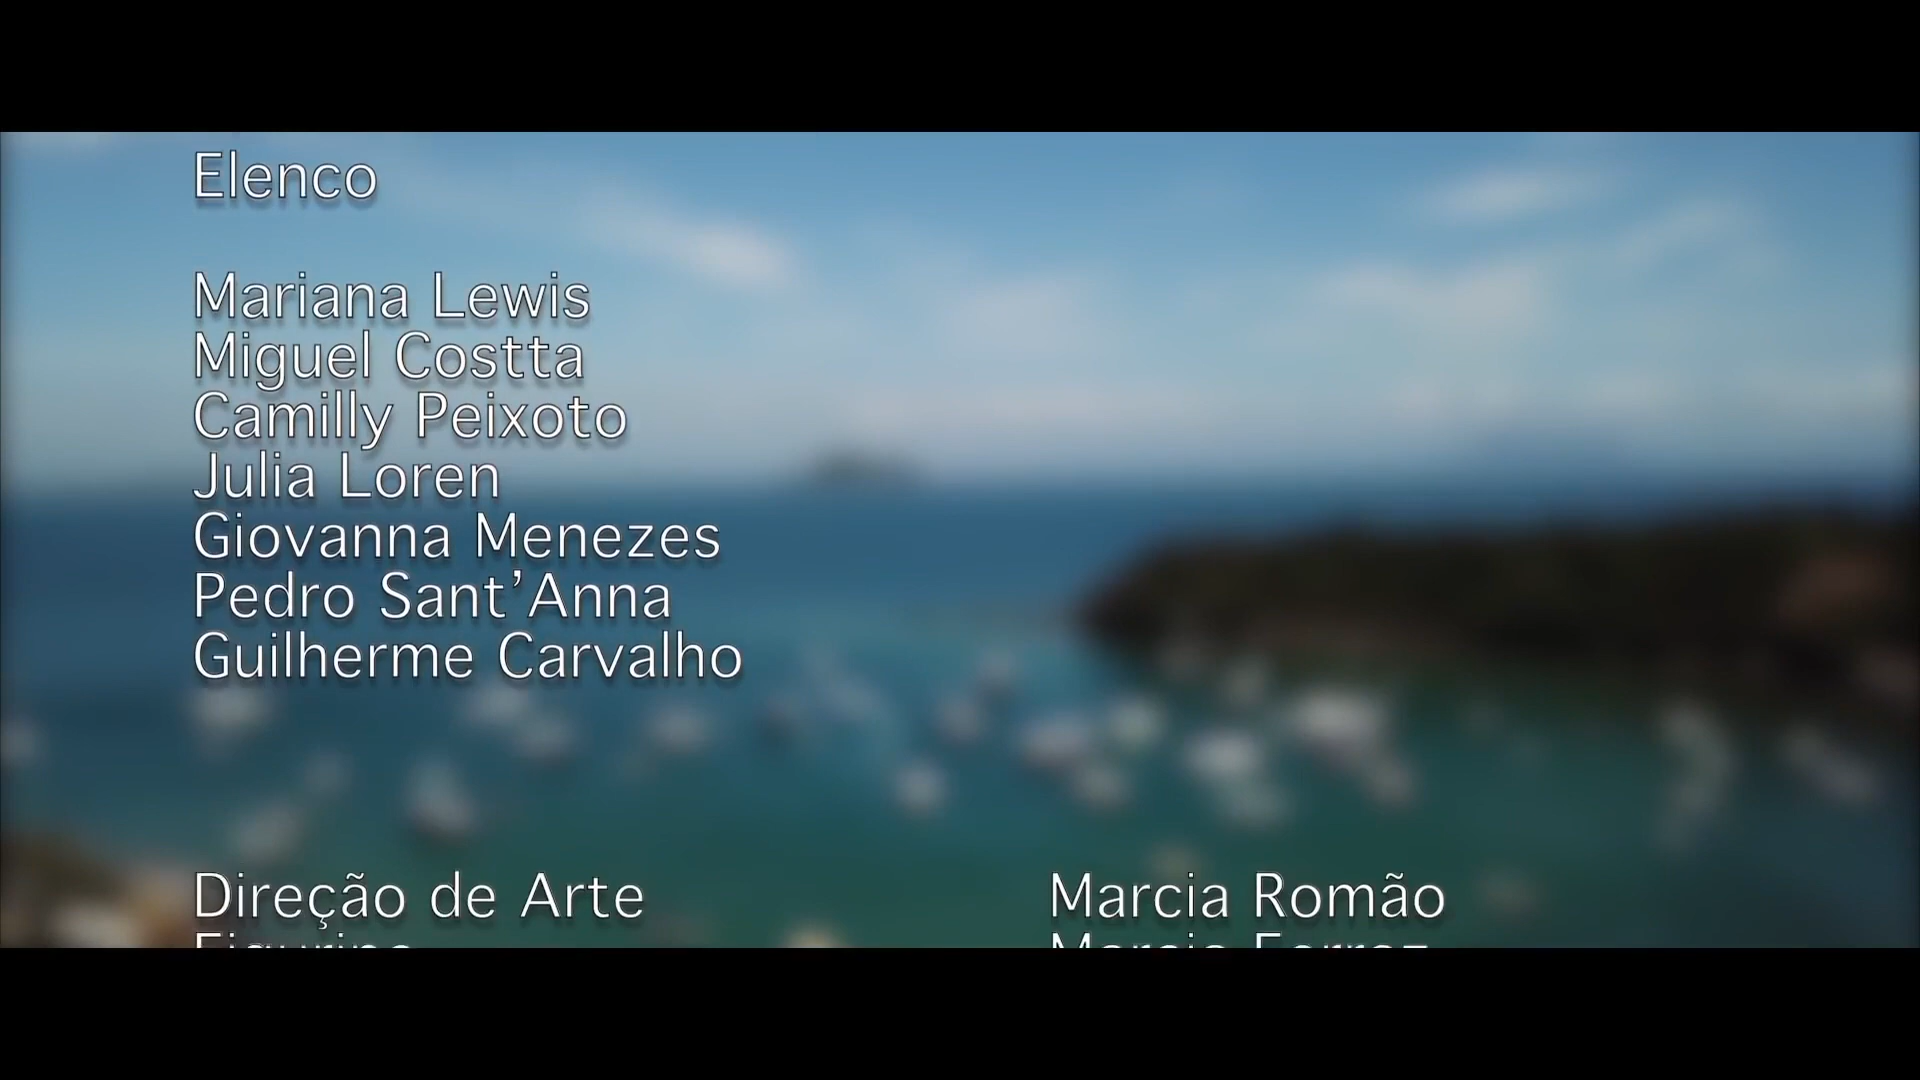 Elenco
Mariana Lewis
Miguel Costta
Camilly Peixoto
Julia Loren
Giovanna Menezes
Pedro Sant’Anna
Guilherme Carvalho
Direção de Arte Marcia Romão